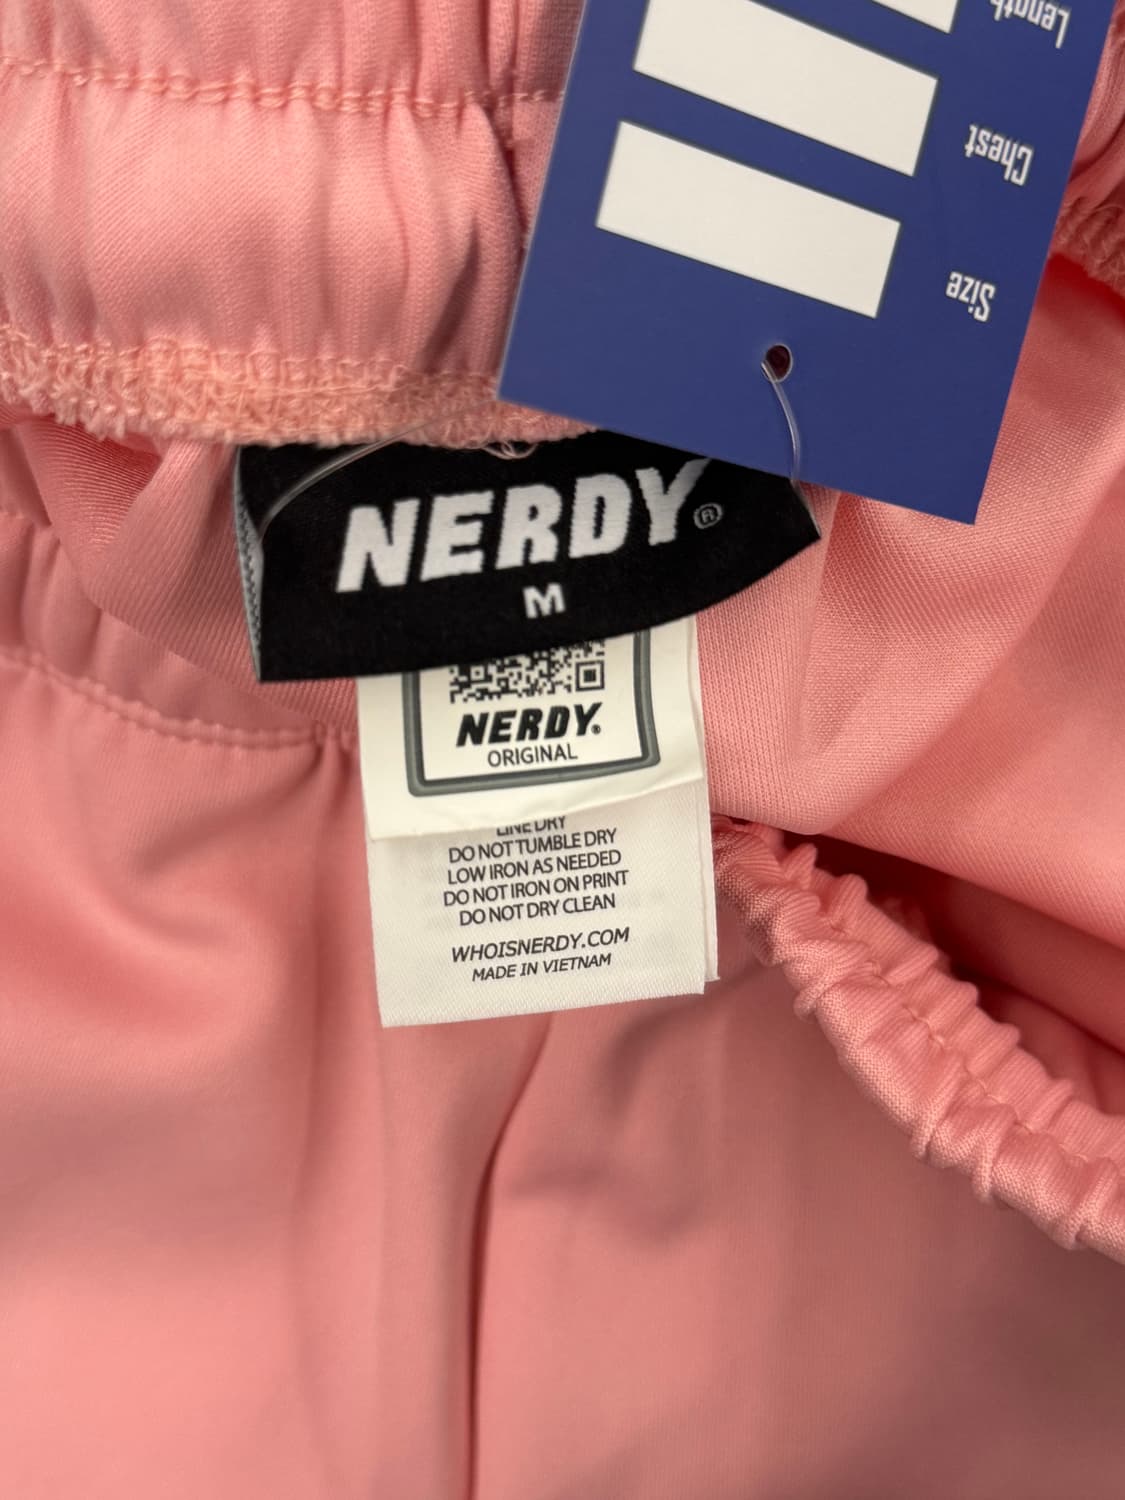 Length
Chest
Size
NERDY®
M
NERDY®
ORIGINAL
LINE DRY
DO NOT TUMBLE DRY
LOW IRON AS NEEDED
DO NOT IRON ON PRINT
DO NOT DRY CLEAN
WHOISNERDY.COM
MADE IN VIETNAM